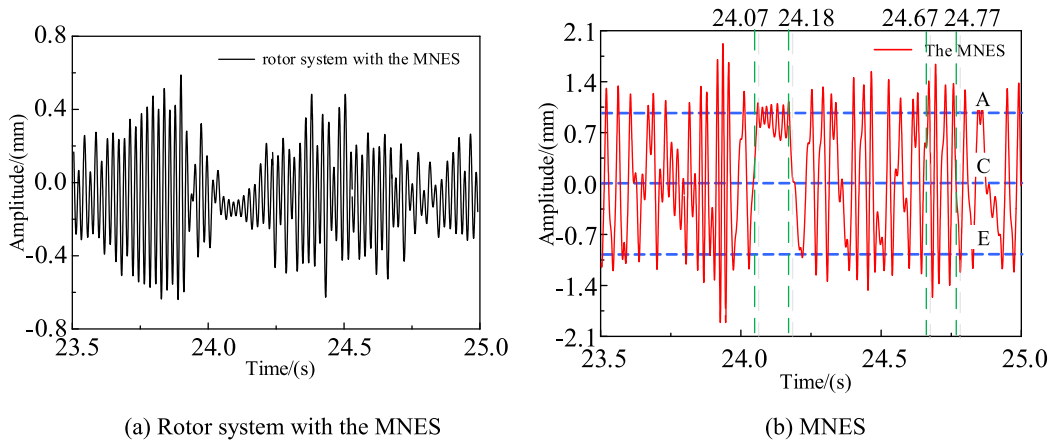 (a)
0.8
0.4
0.0
-0.4
-0.8
Amplitude/(mm)
rotor system with the MNES
23.5 24.0 24.5 25.0
Time/(s)
(a) Rotor system with the MNES
24.07 24.18 24.67 24.77
(b)
2.1
1.4
0.7
0.0
-0.7
-1.4
-2.1
Amplitude/(mm)
The MNES
A
C
E
23.5 24.0 24.5 25.0
Time/(s)
(b) MNES